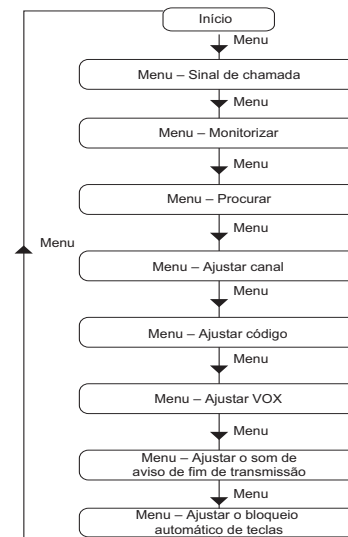 Início
Menu
Menu – Sinal de chamada
Menu
Menu – Monitorizar
Menu
Menu – Procurar
Menu
Menu
Menu – Ajustar canal
Menu
Menu – Ajustar código
Menu
Menu – Ajustar VOX
Menu
Menu – Ajustar o som de
aviso de fim de transmissão
Menu
Menu – Ajustar o bloqueio
automático de teclas